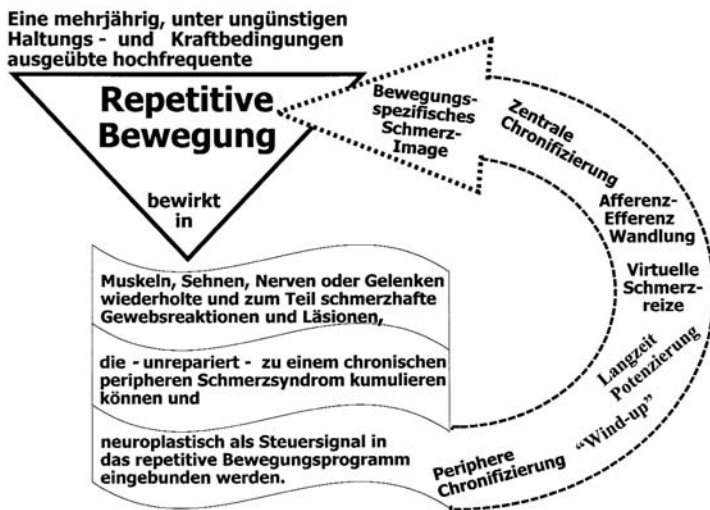 Eine mehrjährig, unter ungünstigen
Haltungs - und Kraftbedingungen
ausgeübte hochfrequente
Repetitive
Bewegung
bewirkt
in
Muskeln, Sehnen, Nerven oder Gelenken
wiederholte und zum Teil schmerzhafte
Gewebsreaktionen und Läsionen,
die - unrepariert - zu einem chronischen
peripheren Schmerzsyndrom kumulieren
können und
neuroplastisch als Steuersignal in
das repetitive Bewegungsprogramm
eingebunden werden.
Periphere
Chronifizierung
“Wind-up”
Langzeit
Potenzierung
Virtuelle
Schmerz-
reize
Afferenz-
Efferenz
Wandlung
Zentrale
Chronifizierung
Bewegungs-
spezifisches
Schmerz-
Image